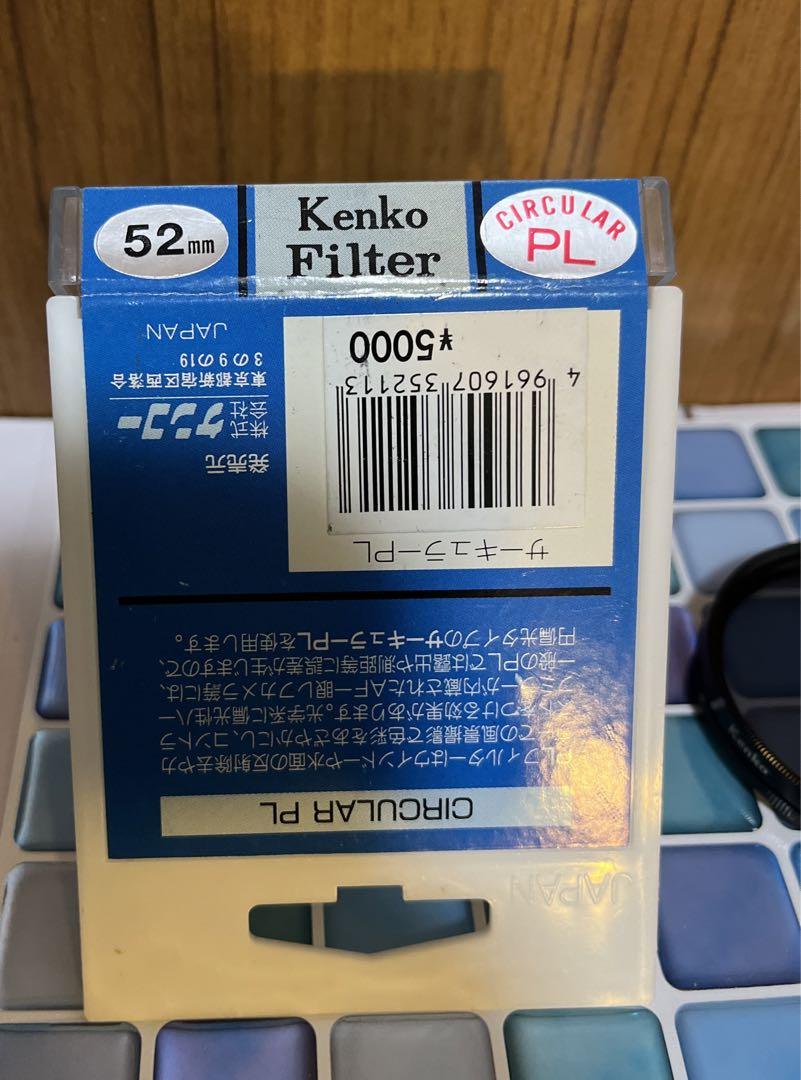 52mm
Kenko
Filter
CIRCULAR
PL
JAPAN
CIRCULAR PL
PLフィルターはウインドーや水面の反射除去やカ
ラーでの風景撮影で色彩をあざやかにし、コントラ
ストをつける効果があります。光学系に偏光性ハー
フミラーが内蔵されたAF一眼レフカメラ等には、
一般のPLでは露出や測距等に誤差が生じますので、
円偏光タイプのサーキュラーPLを使用します。
サーキュラーPL
4 961607 352113
¥5000
発売元
株式会社ケンコー
東京都新宿区西落合
3の9の19
JAPAN
Kenko